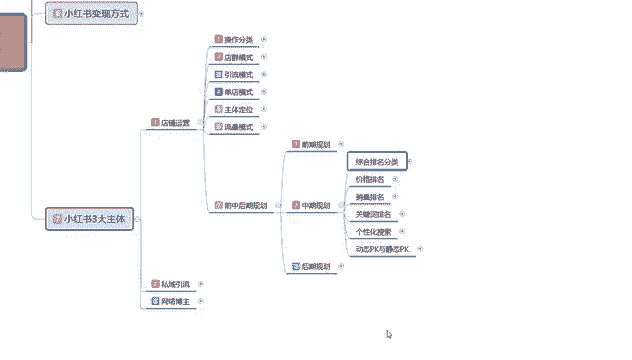 小红书变现方式
操作分类
店群模式
引流模式
单店模式
主体定位
流量模式
店铺运营
前期规划
综合排名分类
价格排名
销量排名
前中后期规划
中期规划
关键词排名
个性化搜索
动态PK与静态PK
后期规划
小红书3大主体
私域引流
网络博主